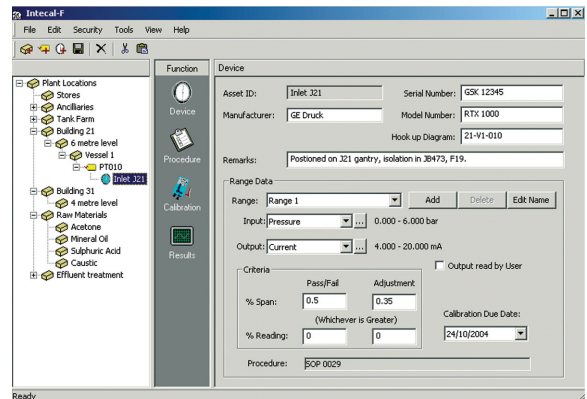 Intecal-F
File Edit Security Tools View Help
Function
Device
Plant Locations
Stores
Ancilliaries
Tank Farm
Building 21
6 metre level
Vessel 1
PT010
Inlet J21
Building 31
4 metre level
Raw Materials
Acetone
Mineral Oil
Sulphuric Acid
Caustic
Effluent treatment
Device
Procedure
Calibration
Results
Asset ID: Inlet J21 Serial Number: GSK 12345
Manufacturer: GE Druck Model Number: RTX 1000
Hook up Diagram: 21-V1-010
Remarks: Postioned on J21 gantry, isolation in JB473, F19.
Range Data
Range: Range 1 Add Delete Edit Name
Input: Pressure ... 0.000 - 6.000 bar
Output: Current ... 4.000 - 20.000 mA
Criteria Output read by User
Pass/Fail Adjustment
% Span: 0.5 0.35
(Whichever is Greater) Calibration Due Date:
% Reading: 0 0 24/10/2004
Procedure: SOP 0029
Ready